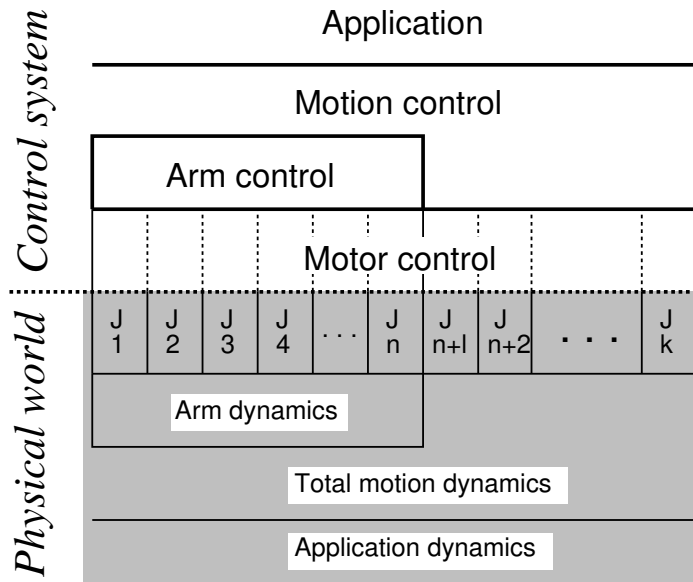 Control system
Application
Motion control
Arm control
Motor control
Physical world
J J J J J J J J
1 2 3 4 . . . n n+l n+2 . . . k
Arm dynamics
Total motion dynamics
Application dynamics